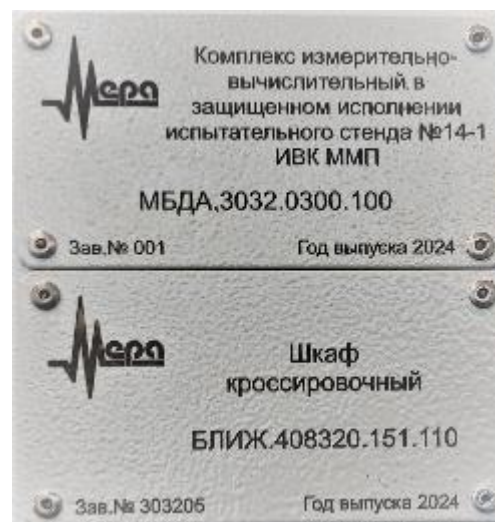 Мера
Комплекс измерительно-
вычислительный в
защищенном исполнении
испытательного стенда №14-1
ИВК ММП
МБДА.3032.0300.100
Зав.№ 001 Год выпуска 2024
Мера
Шкаф
кроссировочный
БЛИЖ.408320.151.110
Зав.№ 303205 Год выпуска 2024